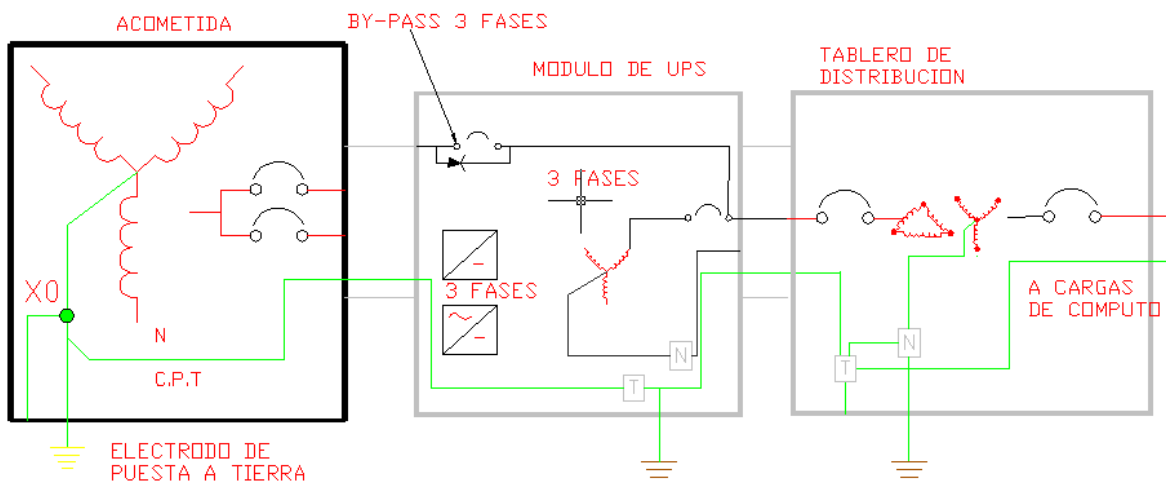 ACOMETIDA
BY-PASS 3 FASES
MODULO DE UPS
TABLERO DE
DISTRIBUCION
3 FASES
3 FASES
X0
N
C.P.T
N
T
N
T
A CARGAS
DE COMPUTO
ELECTRODO DE
PUESTA A TIERRA